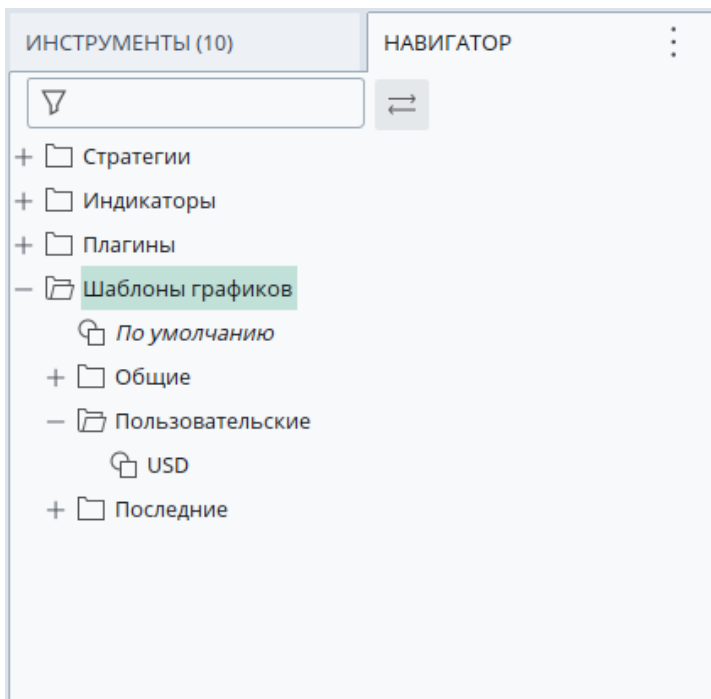 ИНСТРУМЕНТЫ (10)
НАВИГАТОР
Стратегии
Индикаторы
Плагины
Шаблоны графиков
По умолчанию
Общие
Пользовательские
USD
Последние